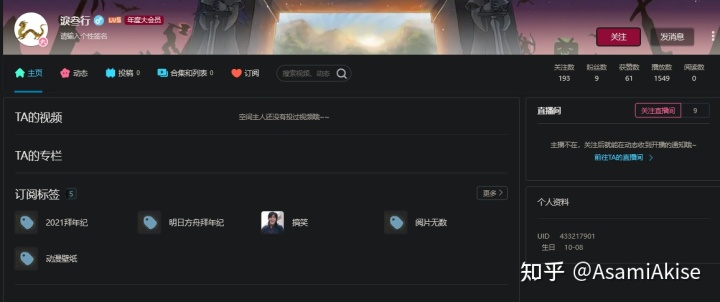 淚叁行 LV5 年度大会员
请输入个性签名
关注 发消息
主页 动态 投稿 0 合集和列表 0 订阅 搜索视频、动态
关注数 粉丝数 获赞数 播放数 阅读数
193 9 61 1549 0
TA的视频
空间主人还没有投过视频哦~~
TA的专栏
订阅标签 5 更多
2021拜年纪 明日方舟拜年纪 搞笑 阅片无数
动漫壁纸
直播间 关注直播间 9
主播不在，关注后就能在动态收到开播的通知哦~
前往TA的直播间
个人资料
UID 433217901
生日 10-08
知乎 @AsamiAkise